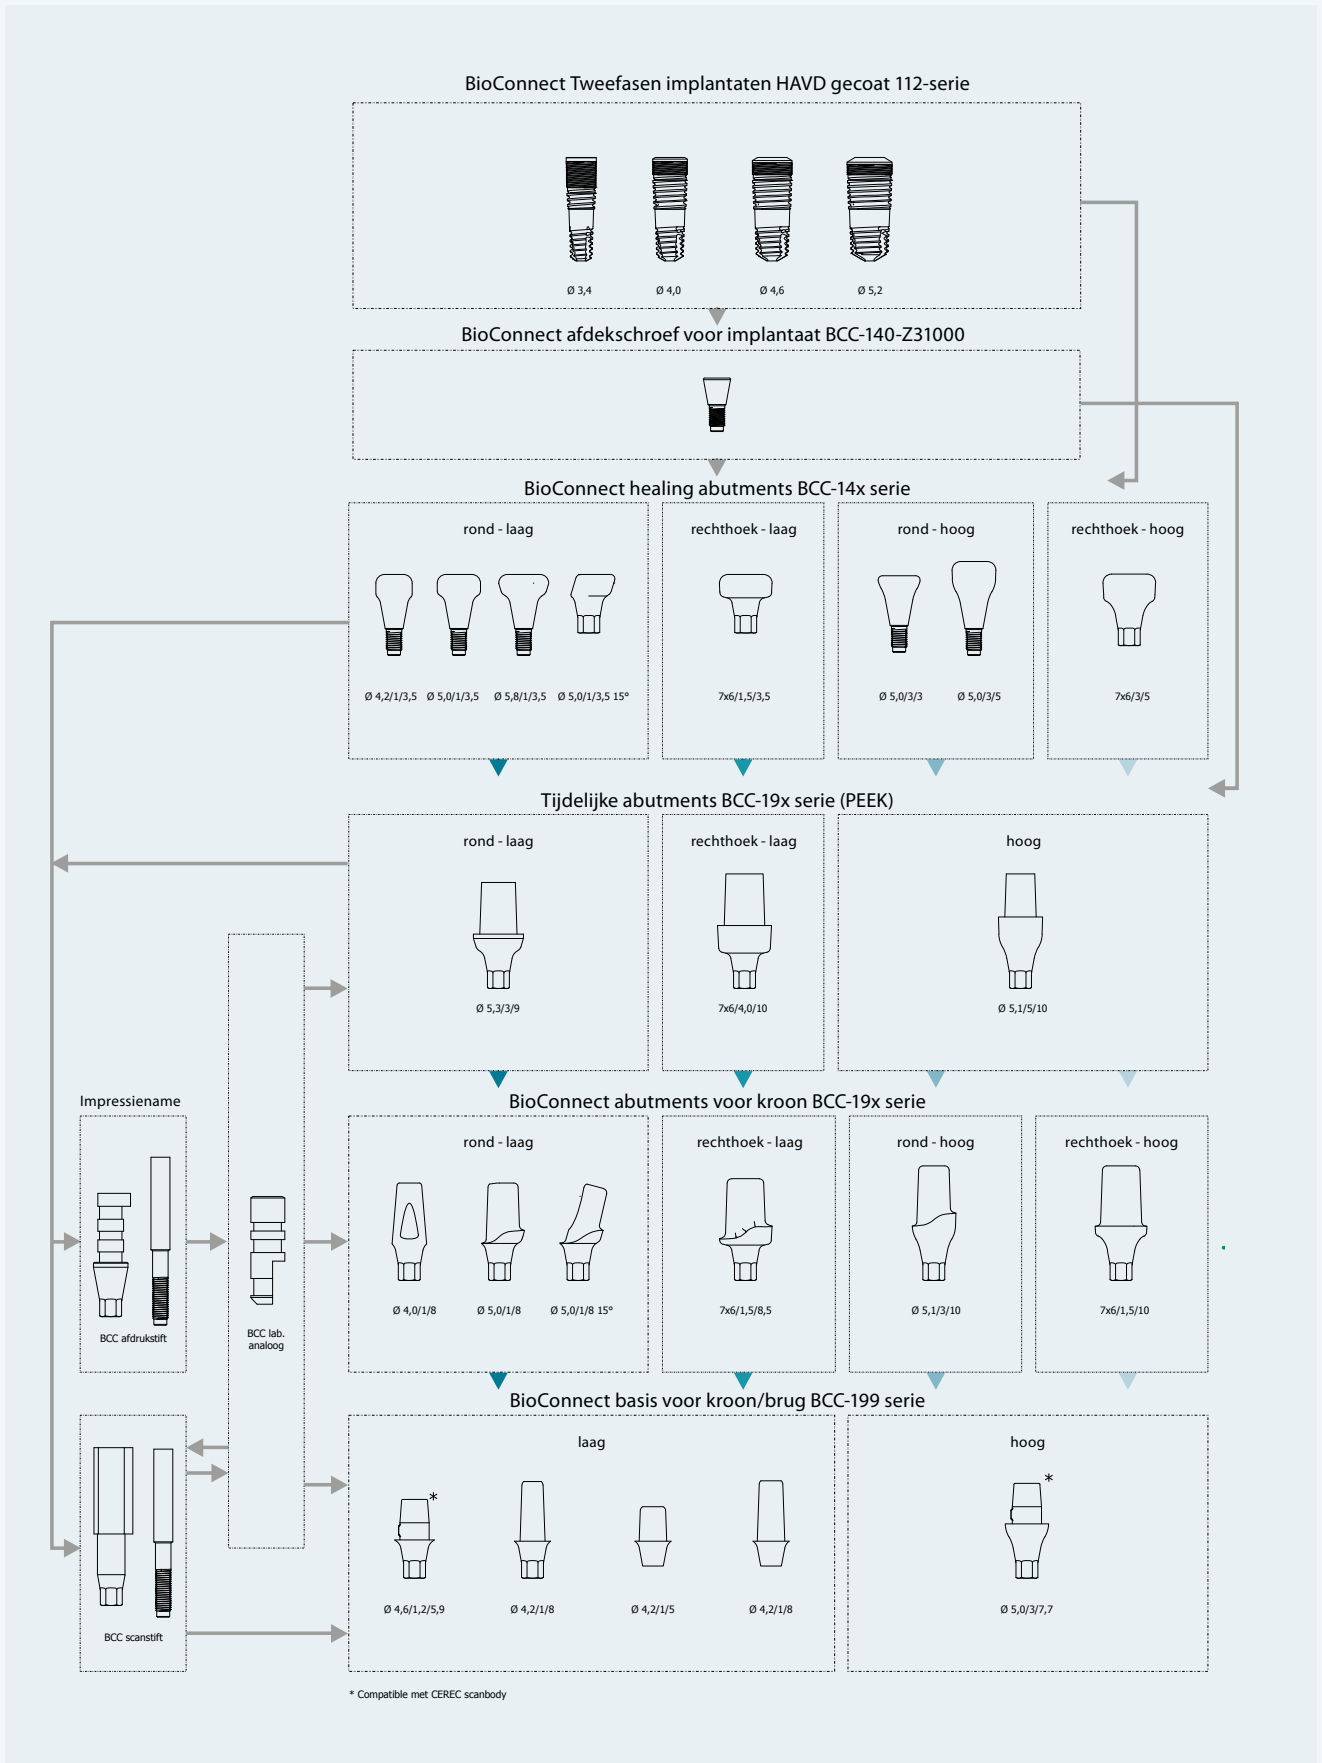 BioConnect Tweefasen implantaten HAVD gecoat 112-serie
Ø 3,4
Ø 4,0
Ø 4,6
Ø 5,2
BioConnect afdekschroef voor implantaat BCC-140-Z31000
BioConnect healing abutments BCC-14x serie
rond - laag
rechthoek - laag
rond - hoog
rechthoek - hoog
Ø 4,2/1/3,5
Ø 5,0/1/3,5
Ø 5,8/1/3,5
Ø 5,0/1/3,5 15°
7x6/1,5/3,5
Ø 5,0/3/3
Ø 5,0/3/5
7x6/3/5
Tijdelijke abutments BCC-19x serie (PEEK)
rond - laag
rechthoek - laag
hoog
Ø 5,3/3/9
7x6/4,0/10
Ø 5,1/5/10
Impressiename
BioConnect abutments voor kroon BCC-19x serie
rond - laag
rechthoek - laag
rond - hoog
rechthoek - hoog
Ø 4,0/1/8
Ø 5,0/1/8
Ø 5,0/1/8 15°
7x6/1,5/8,5
Ø 5,1/3/10
7x6/1,5/10
BCC afdrukstift
BCC lab.
analoog
BioConnect basis voor kroon/brug BCC-199 serie
laag
hoog
*
*
Ø 4,6/1,2/5,9
Ø 4,2/1/8
Ø 4,2/1/5
Ø 4,2/1/8
Ø 5,0/3/7,7
BCC scanstift
* Compatible met CEREC scanbody